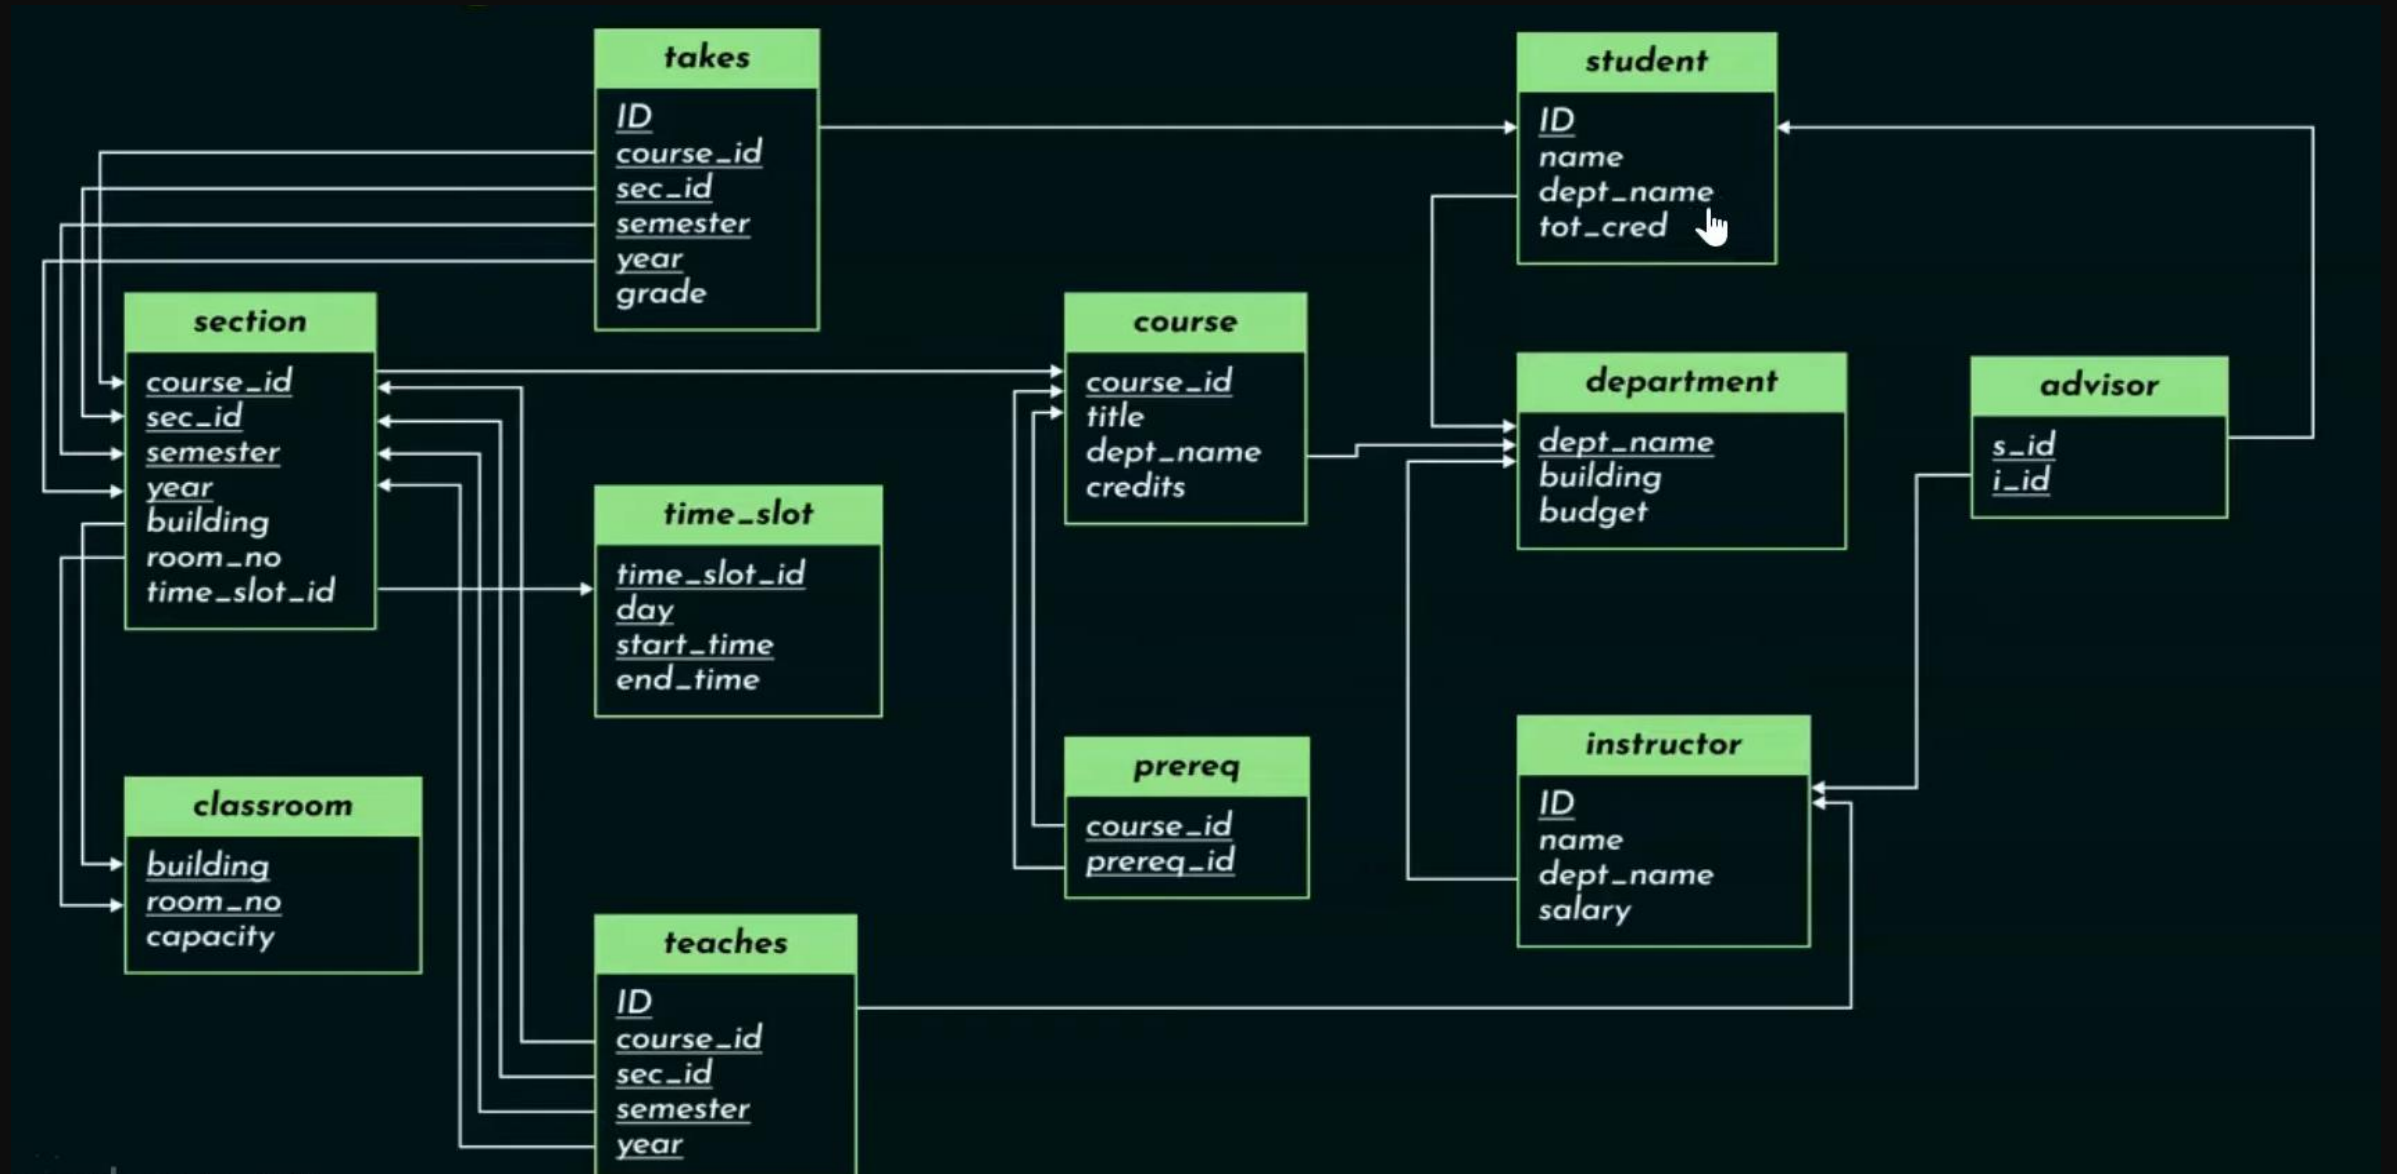 takes
ID
course_id
sec_id
semester
year
grade
student
ID
name
dept_name
tot_cred
section
course_id
sec_id
semester
year
building
room_no
time_slot_id
course
course_id
title
dept_name
credits
department
dept_name
building
budget
advisor
s_id
i_id
time_slot
time_slot_id
day
start_time
end_time
classroom
building
room_no
capacity
prereq
course_id
prereq_id
instructor
ID
name
dept_name
salary
teaches
ID
course_id
sec_id
semester
year